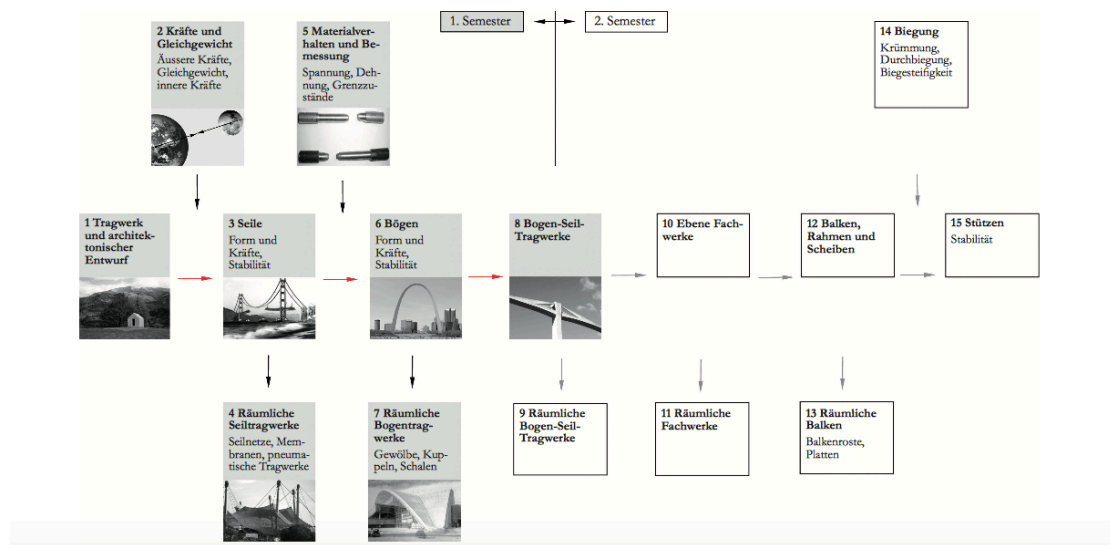 1. Semester
2. Semester
2 Kräfte und
Gleichgewicht
Äussere Kräfte,
Gleichgewicht,
innere Kräfte
5 Materialver-
halten und Be-
messung
Spannung, Deh-
nung, Grenzzu-
stände
14 Biegung
Krümmung,
Durchbiegung,
Biegesteifigkeit
1 Tragwerk
und architek-
tonischer
Entwurf
3 Seile
Form und
Kräfte,
Stabilität
6 Bögen
Form und
Kräfte,
Stabilität
8 Bogen-Seil-
Tragwerke
10 Ebene Fach-
werke
12 Balken,
Rahmen und
Scheiben
15 Stützen
Stabilität
4 Räumliche
Seiltragwerke
Seilnetze, Mem-
branen, pneuma-
tische Tragwerke
7 Räumliche
Bogentrag-
werke
Gewölbe, Kup-
peln, Schalen
9 Räumliche
Bogen-Seil-
Tragwerke
11 Räumliche
Fachwerke
13 Räumliche
Balken
Balkenroste,
Platten